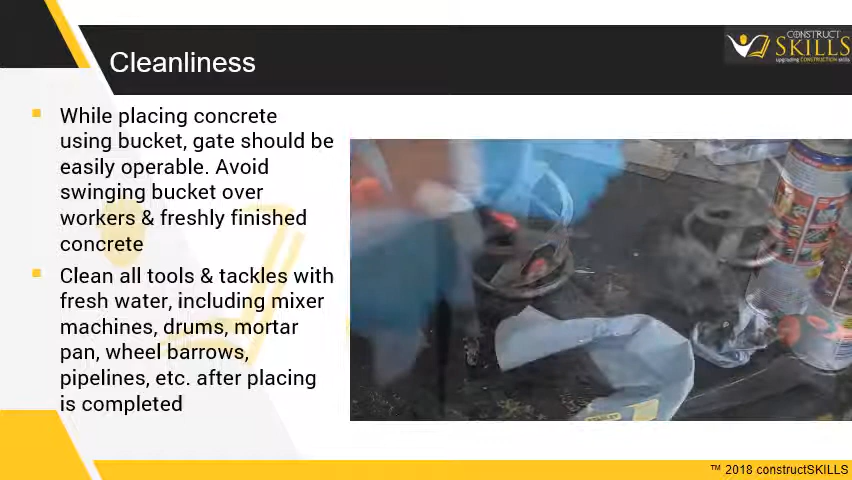 Cleanliness
CONSTRUCT
SKILLS
upgrading CONSTRUCTION skills
While placing concrete
using bucket, gate should be
easily operable. Avoid
swinging bucket over
workers & freshly finished
concrete
Clean all tools & tackles with
fresh water, including mixer
machines, drums, mortar
pan, wheel barrows,
pipelines, etc. after placing
is completed
™ 2018 constructSKILLS